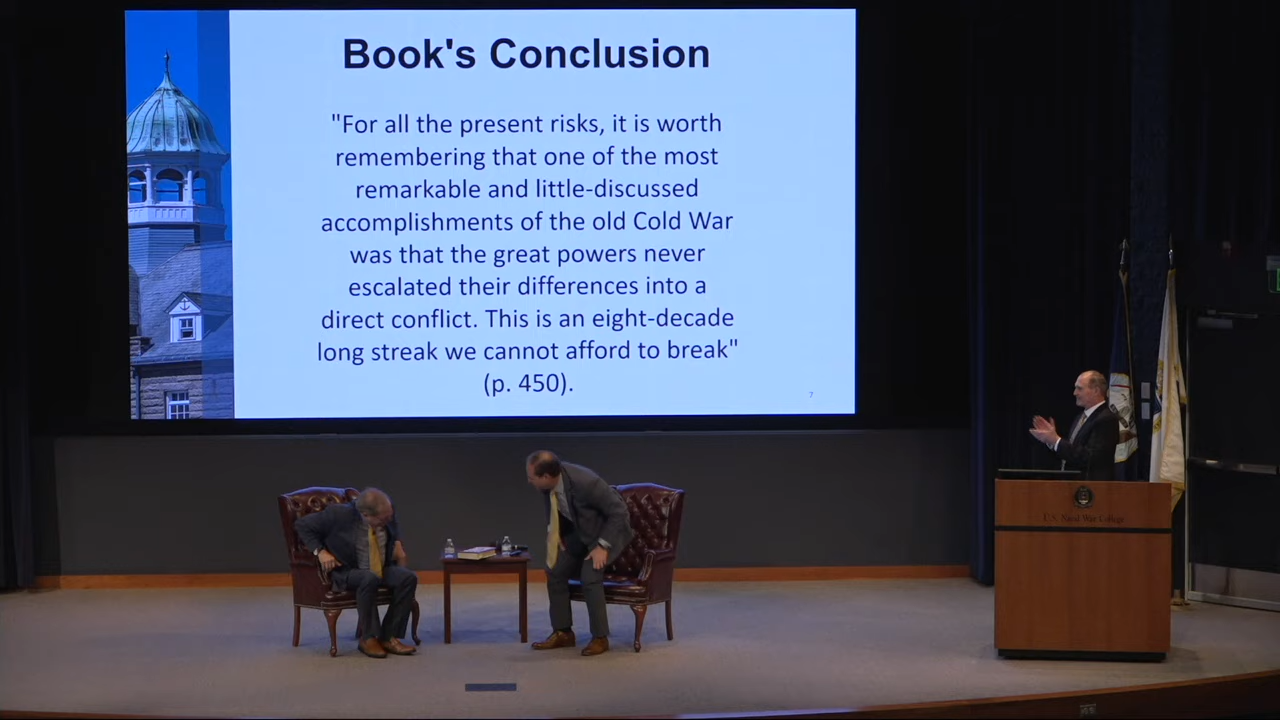 Book's Conclusion
"For all the present risks, it is worth
remembering that one of the most
remarkable and little-discussed
accomplishments of the old Cold War
was that the great powers never
escalated their differences into a
direct conflict. This is an eight-decade
long streak we cannot afford to break"
(p. 450).
7
U.S. Naval War College